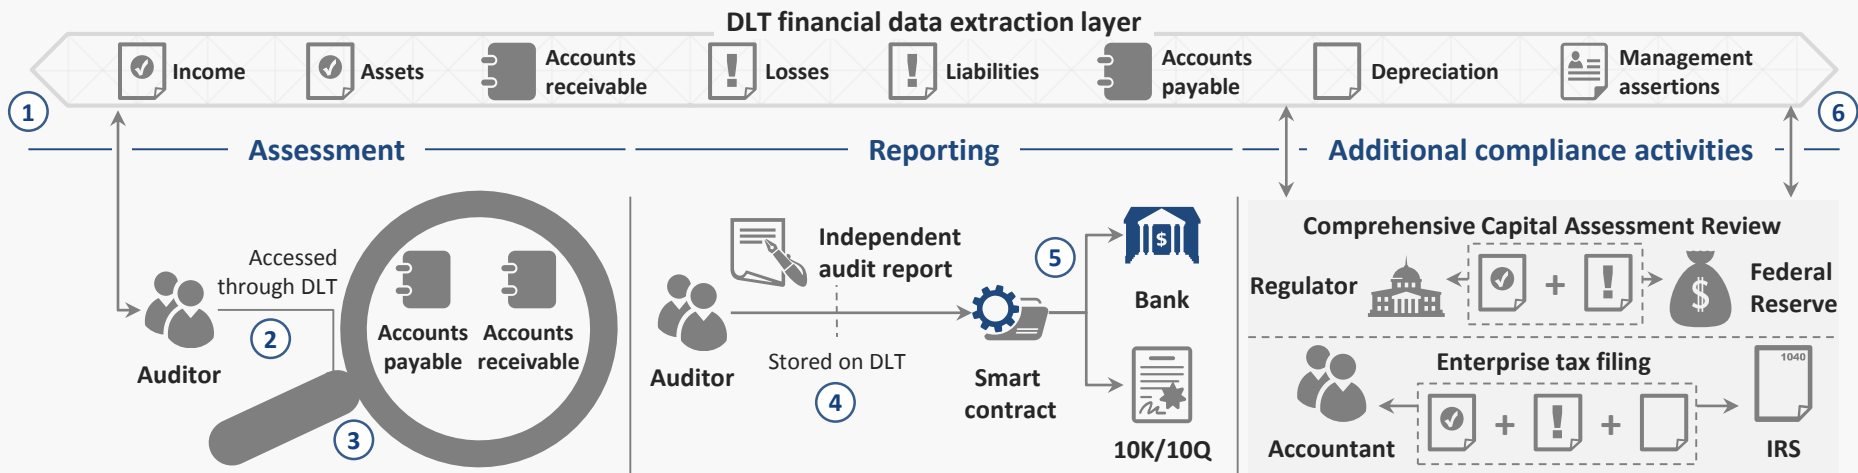 DLT financial data extraction layer
Income
Assets
Accounts
receivable
Losses
Liabilities
Accounts
payable
Depreciation
Management
assertions
1
6
Assessment
Reporting
Additional compliance activities
Accessed
through DLT
2
Auditor
Accounts
payable
Accounts
receivable
3
Independent
audit report
Auditor
Stored on DLT
4
Smart
contract
5
$
Bank
10K/10Q
Comprehensive Capital Assessment Review
Regulator
+
$
Federal
Reserve
Enterprise tax filing
Accountant
+
+
1040
IRS